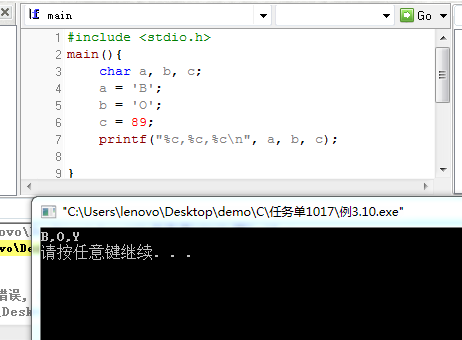 main
Go
1 #include <stdio.h>
2 main(){
3 char a, b, c;
4 a = 'B';
5 b = 'O';
6 c = 89;
7 printf("%c,%c,%c\n", a, b, c);
8
9 }
"C:\Users\lenovo\Desktop\demo\C\任务单1017\例3.10.exe"
B,O,Y
请按任意键继续. . .
ovo\D
vo\De
错误,
\Desk